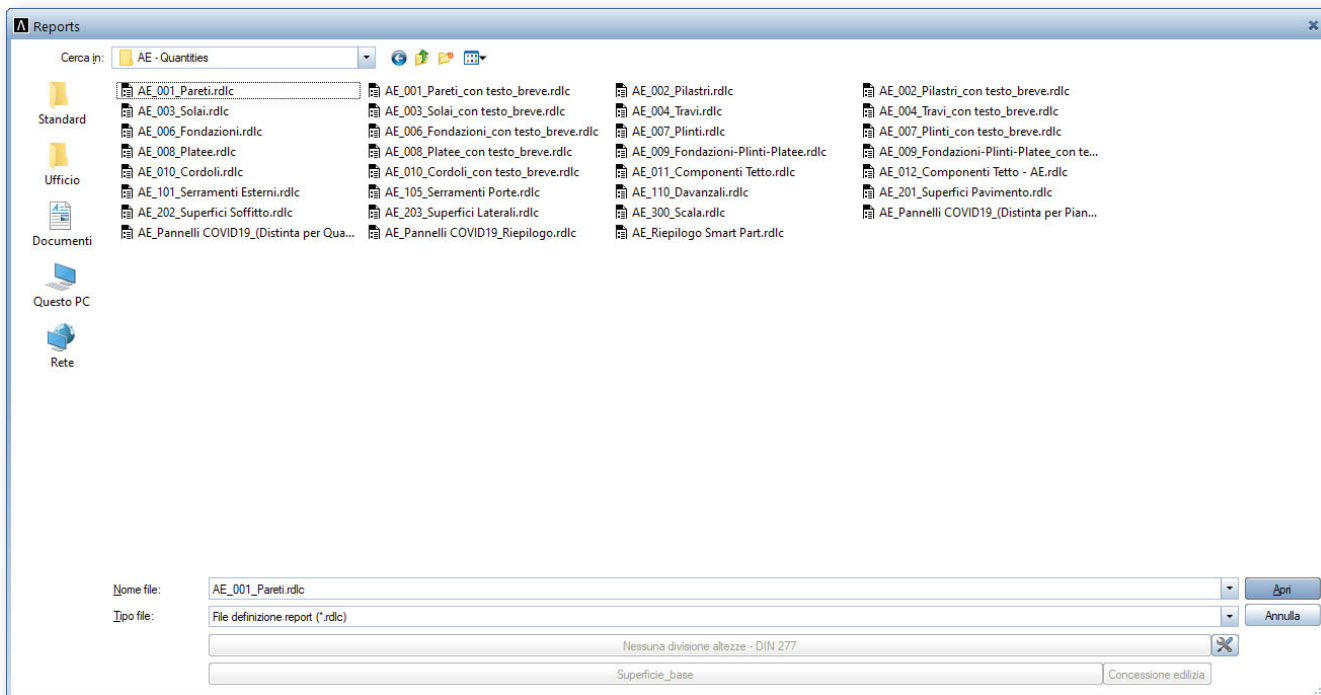 Reports
Cerca in: AE - Quantities
AE_001_Pareti.rdlc AE_001_Pareti_con testo_breve.rdlc AE_002_Pilastri.rdlc AE_002_Pilastri_con testo_breve.rdlc
AE_003_Solai.rdlc AE_003_Solai_con testo_breve.rdlc AE_004_Travi.rdlc AE_004_Travi_con testo_breve.rdlc
AE_006_Fondazioni.rdlc AE_006_Fondazioni_con testo_breve.rdlc AE_007_Plinti.rdlc AE_007_Plinti_con testo_breve.rdlc
AE_008_Platee.rdlc AE_008_Platee_con testo_breve.rdlc AE_009_Fondazioni-Plinti-Platee.rdlc AE_009_Fondazioni-Plinti-Platee_con te...
AE_010_Cordoli.rdlc AE_010_Cordoli_con testo_breve.rdlc AE_011_Componenti Tetto.rdlc AE_012_Componenti Tetto - AE.rdlc
AE_101_Serramenti Esterni.rdlc AE_105_Serramenti Porte.rdlc AE_110_Davanzali.rdlc AE_201_Superfici Pavimento.rdlc
AE_202_Superfici Soffitto.rdlc AE_203_Superfici Laterali.rdlc AE_300_Scala.rdlc AE_Pannelli COVID19_(Distinta per Pian...
AE_Pannelli COVID19_(Distinta per Qua... AE_Pannelli COVID19_Riepilogo.rdlc AE_Riepilogo Smart Part.rdlc
Standard
Ufficio
Documenti
Questo PC
Rete
Nome file: AE_001_Pareti.rdlc Apri
Tipo file: File definizione report (*.rdlc) Annulla
Nessuna divisione altezze - DIN 277
Superficie_base Concessione edilizia